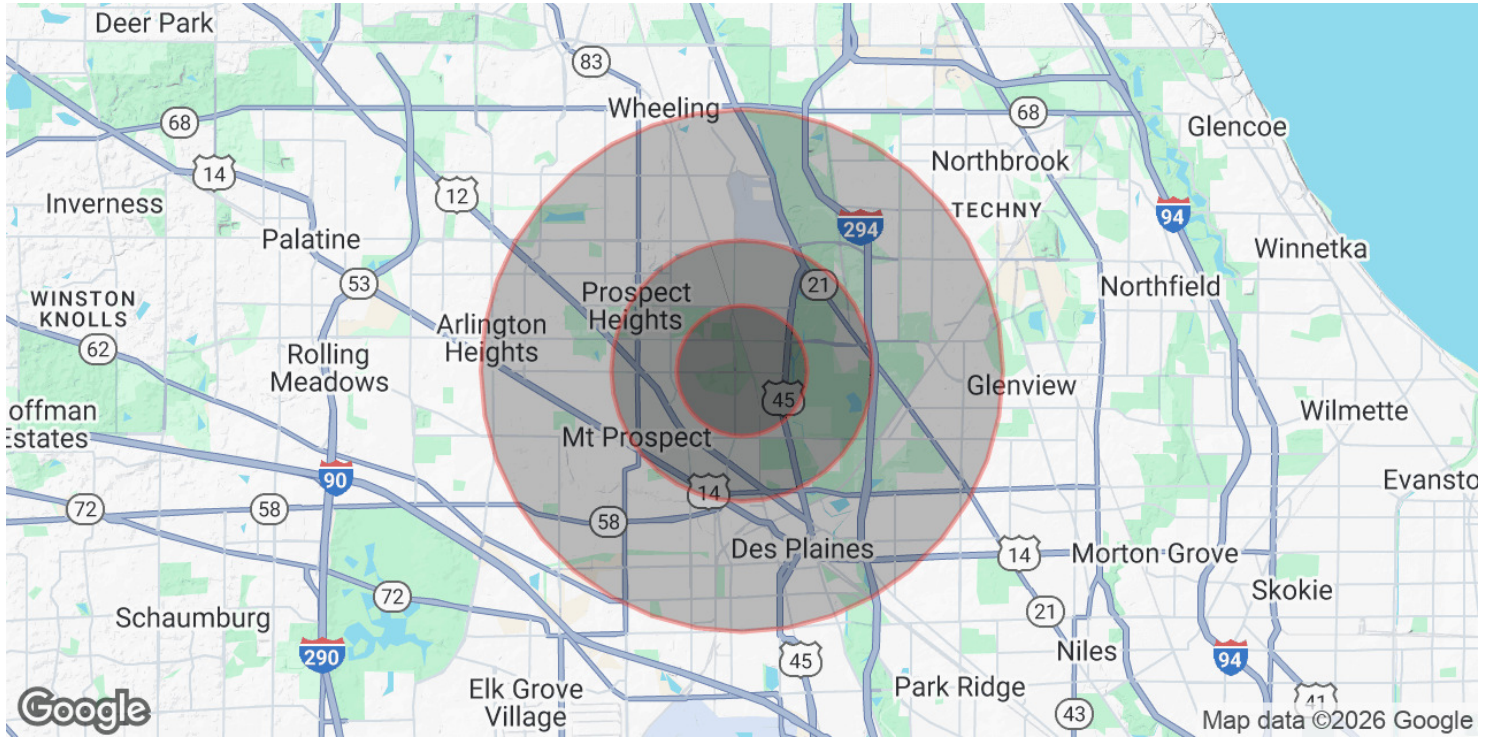 Deer Park
83
Wheeling
68
68
Glencoe
14
Northbrook
12
Inverness
TECHNY
94
Palatine
294
Winnetka
53
21
Northfield
WINSTON
KNOLLS
Prospect
Heights
62
Arlington
Heights
Rolling
Meadows
Glenview
45
offman
Estates
Wilmette
Mt Prospect
90
14
Evansto
72
58
58
Des Plaines
14
Morton Grove
72
Skokie
Schaumburg
21
290
45
Niles
94
Elk Grove
Village
Park Ridge
41
43
Google
Map data ©2026 Google